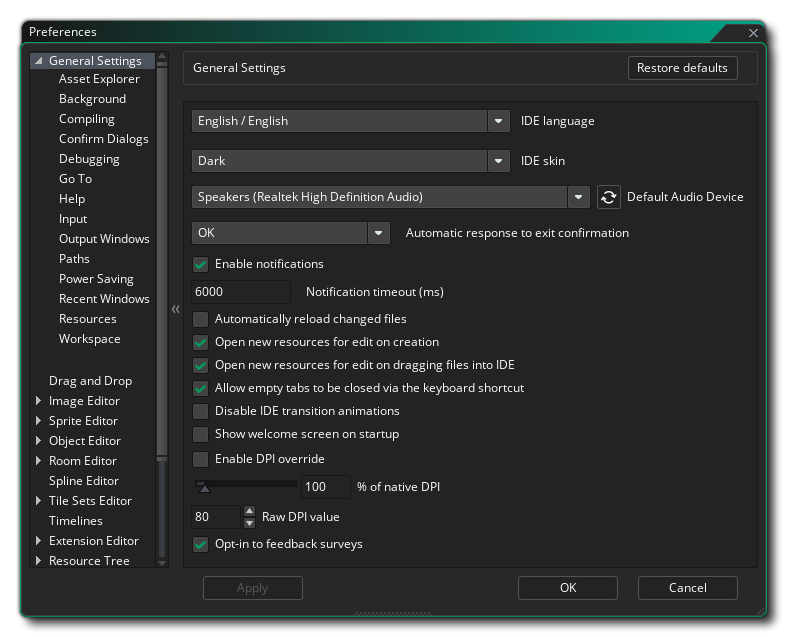 Preferences
General Settings
Asset Explorer
Background
Compiling
Confirm Dialogs
Debugging
Go To
Help
Input
Output Windows
Paths
Power Saving
Recent Windows
Resources
Workspace
Drag and Drop
Image Editor
Sprite Editor
Object Editor
Room Editor
Spline Editor
Tile Sets Editor
Timelines
Extension Editor
Resource Tree
General Settings
Restore defaults
English / English IDE language
Dark IDE skin
Speakers (Realtek High Definition Audio) Default Audio Device
OK Automatic response to exit confirmation
Enable notifications
6000 Notification timeout (ms)
Automatically reload changed files
Open new resources for edit on creation
Open new resources for edit on dragging files into IDE
Allow empty tabs to be closed via the keyboard shortcut
Disable IDE transition animations
Show welcome screen on startup
Enable DPI override
100 % of native DPI
80 Raw DPI value
Opt-in to feedback surveys
Apply OK Cancel